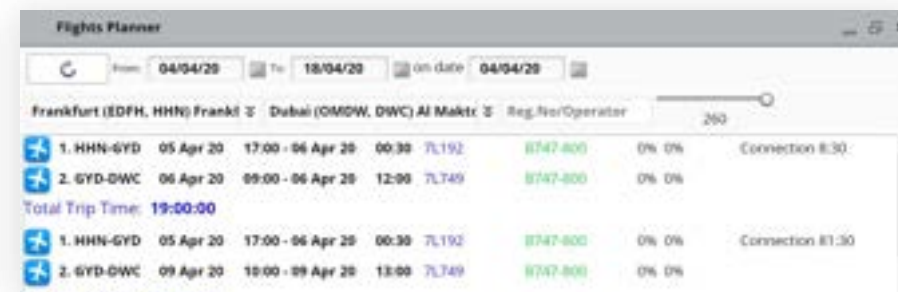 Flights Planner
From: 04/04/20 To 18/04/20 on date 04/04/20
Frankfurt (EDFH, HHN) Frankf Dubai (OMDW, DWC) Al Maktc Reg.No/Operator 260
1. HHN-GYD 05 Apr 20 17:00 - 06 Apr 20 00:30 7L192 B747-800 0% 0% Connection 8:30
2. GYD-DWC 06 Apr 20 09:00 - 06 Apr 20 12:00 7L749 B747-800 0% 0%
Total Trip Time: 19:00:00
1. HHN-GYD 05 Apr 20 17:00 - 06 Apr 20 00:30 7L192 B747-800 0% 0% Connection 81:30
2. GYD-DWC 09 Apr 20 10:00 - 09 Apr 20 13:00 7L749 B747-800 0% 0%